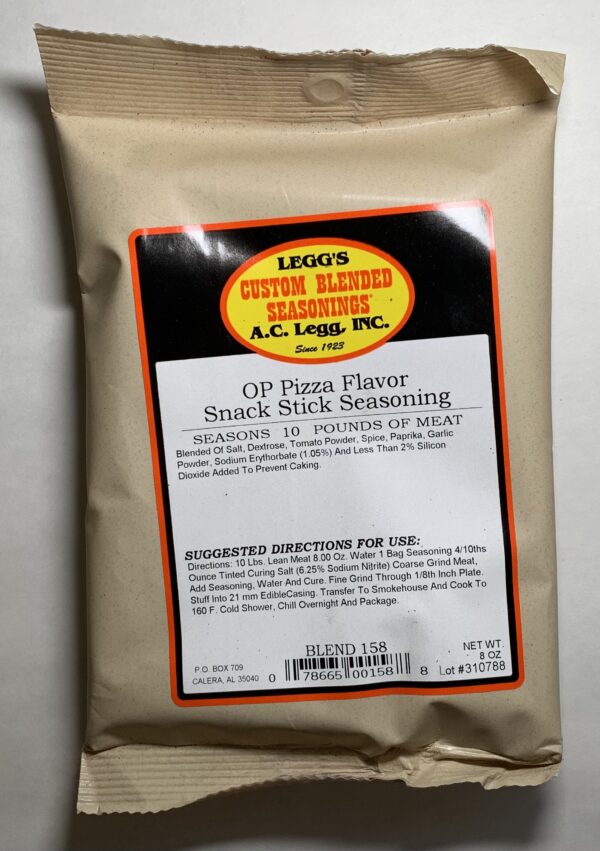 LEGG'S
CUSTOM BLENDED
SEASONINGS®
A.C. Legg, INC.
Since 1923
OP Pizza Flavor
Snack Stick Seasoning
SEASONS 10 POUNDS OF MEAT
Blended Of Salt, Dextrose, Tomato Powder, Spice, Paprika, Garlic
Powder, Sodium Erythorbate (1.05%) And Less Than 2% Silicon
Dioxide Added To Prevent Caking.
SUGGESTED DIRECTIONS FOR USE:
Directions: 10 Lbs. Lean Meat 8.00 Oz. Water 1 Bag Seasoning 4/10ths
Ounce Tinted Curing Salt (6.25% Sodium Nitrite) Coarse Grind Meat,
Add Seasoning, Water And Cure. Fine Grind Through 1/8th Inch Plate.
Stuff Into 21 mm EdibleCasing. Transfer To Smokehouse And Cook To
160 F. Cold Shower, Chill Overnight And Package.
BLEND 158
P.O. BOX 709
CALERA, AL 35040
0 78665 00158 8
NET WT.
8 OZ
Lot #310788